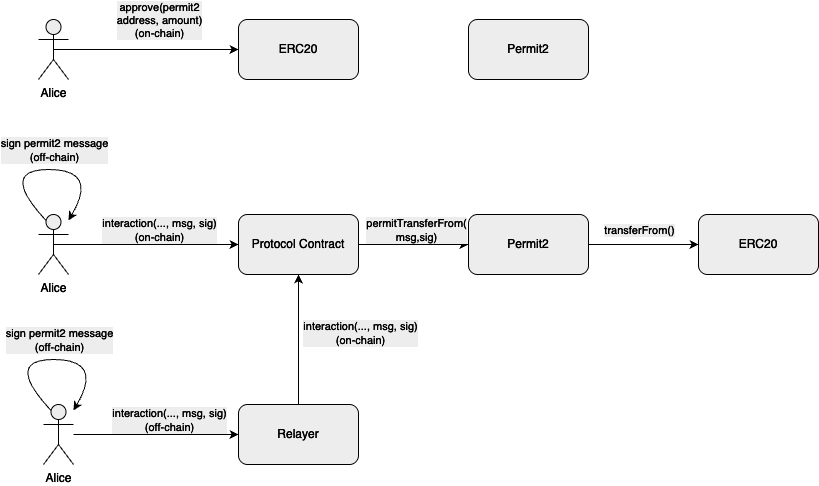 approve(permit2
address, amount)
(on-chain)
ERC20
Permit2
Alice
sign permit2 message
(off-chain)
interaction(..., msg, sig)
(on-chain)
Protocol Contract
permitTransferFrom(
msg,sig)
Permit2
transferFrom()
ERC20
Alice
interaction(..., msg, sig)
(on-chain)
sign permit2 message
(off-chain)
interaction(..., msg, sig)
(off-chain)
Relayer
Alice